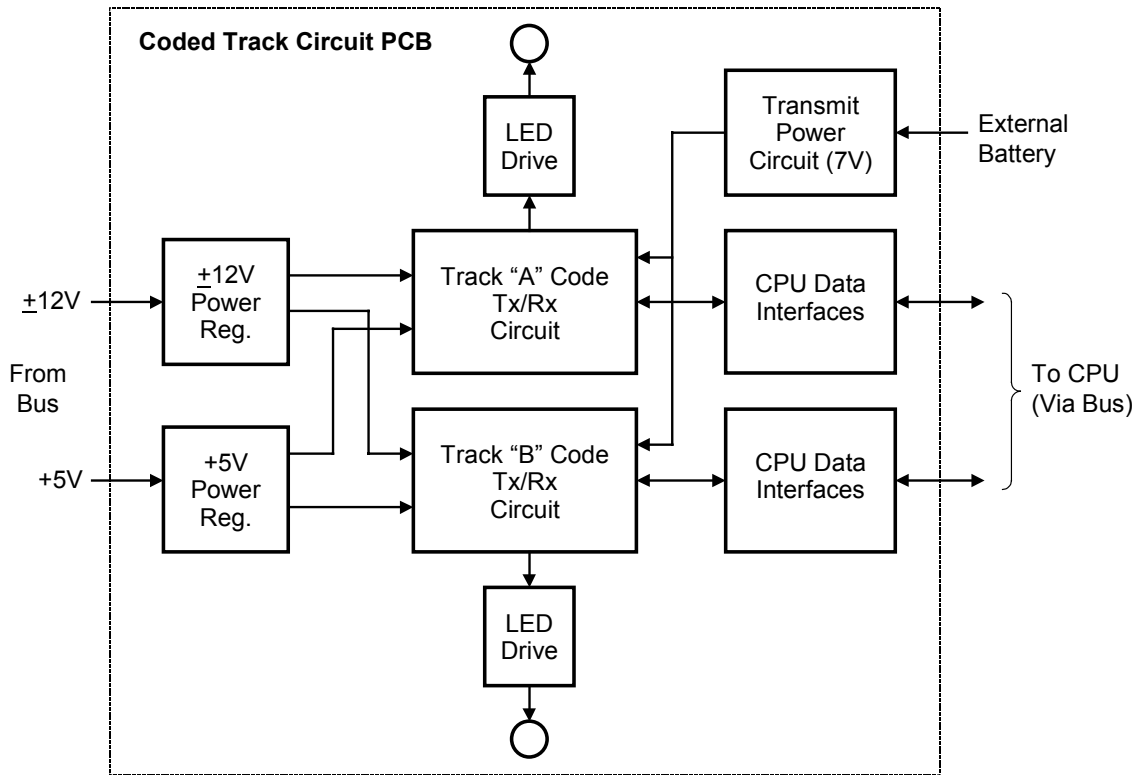 Coded Track Circuit PCB
LED
Drive
Transmit
Power
Circuit (7V)
External
Battery
±12V
±12V
Power
Reg.
Track “A” Code
Tx/Rx
Circuit
CPU Data
Interfaces
From
Bus
To CPU
(Via Bus)
+5V
+5V
Power
Reg.
Track “B” Code
Tx/Rx
Circuit
CPU Data
Interfaces
LED
Drive